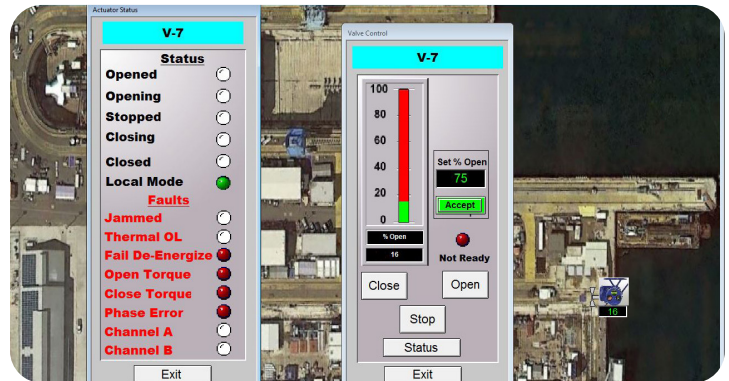 Actuator Status
V-7
Status
Opened
Opening
Stopped
Closing
Closed
Local Mode
Faults
Jammed
Thermal OL
Fail De-Energize
Open Torque
Close Torque
Phase Error
Channel A
Channel B
Exit
Valve Control
V-7
100
80
60
40
20
0
% Open
16
Set % Open
75
Accept
Not Ready
Close
Open
Stop
Status
Exit
16